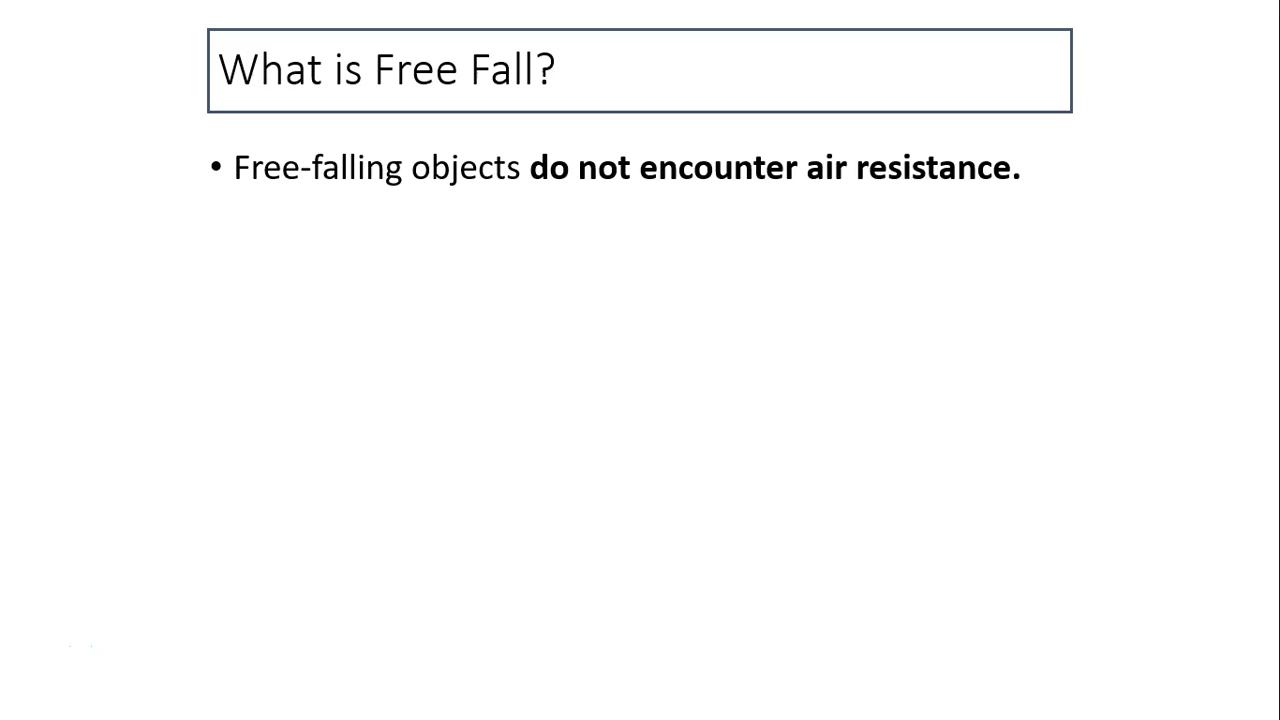 What is Free Fall?
• Free-falling objects do not encounter air resistance.